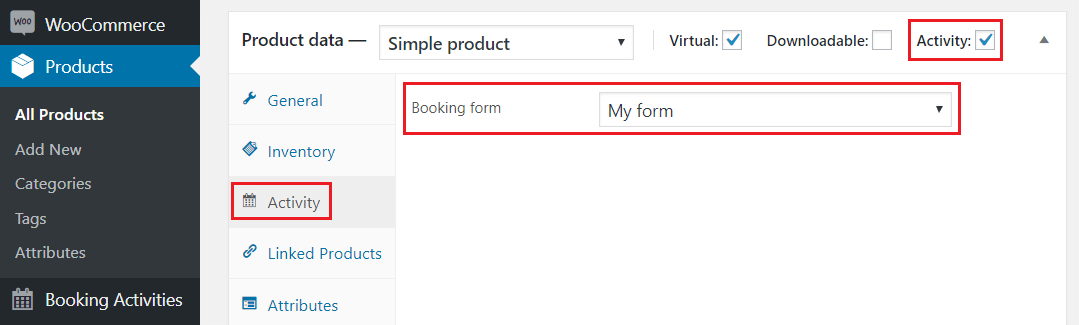 Woo
WooCommerce
Products
All Products
Add New
Categories
Tags
Attributes
Booking Activities
Product data — Simple product Virtual: Downloadable: Activity:
General
Inventory
Activity
Linked Products
Attributes
Booking form My form